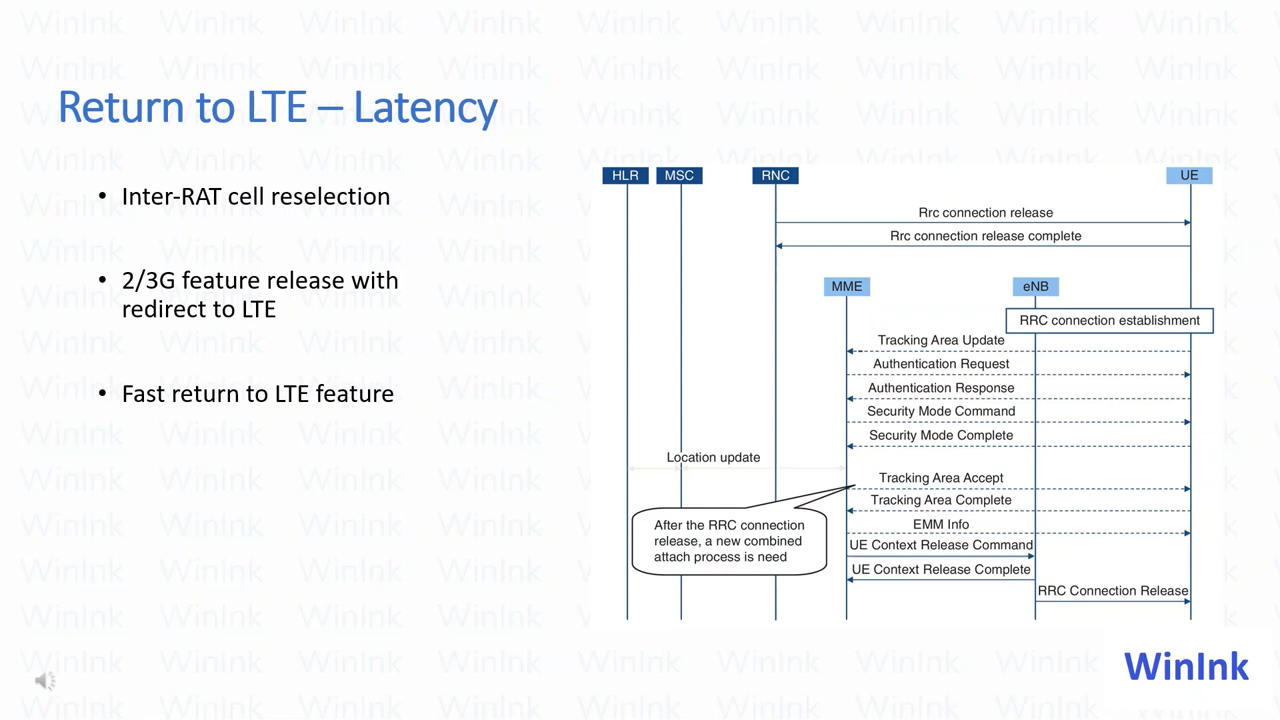 Return to LTE – Latency
• Inter-RAT cell reselection
• 2/3G feature release with
redirect to LTE
• Fast return to LTE feature
HLR MSC RNC UE
Rrc connection release
Rrc connection release complete
MME eNB
RRC connection establishment
Tracking Area Update
Authentication Request
Authentication Response
Security Mode Command
Security Mode Complete
Location update
Tracking Area Accept
Tracking Area Complete
After the RRC connection
release, a new combined
attach process is need
EMM Info
UE Context Release Command
UE Context Release Complete
RRC Connection Release
WinInk